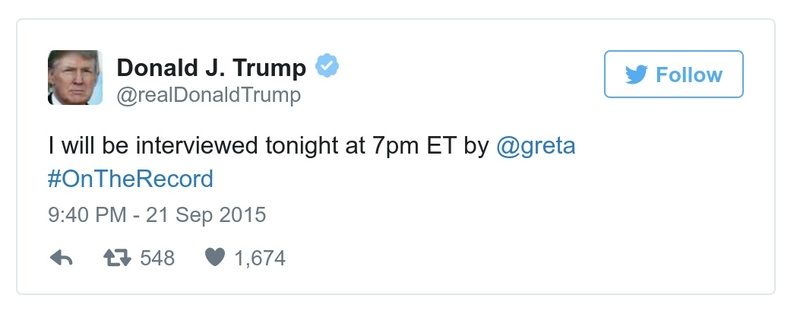 Donald J. Trump
@realDonaldTrump
Follow
I will be interviewed tonight at 7pm ET by @greta
#OnTheRecord
9:40 PM - 21 Sep 2015
548 1,674